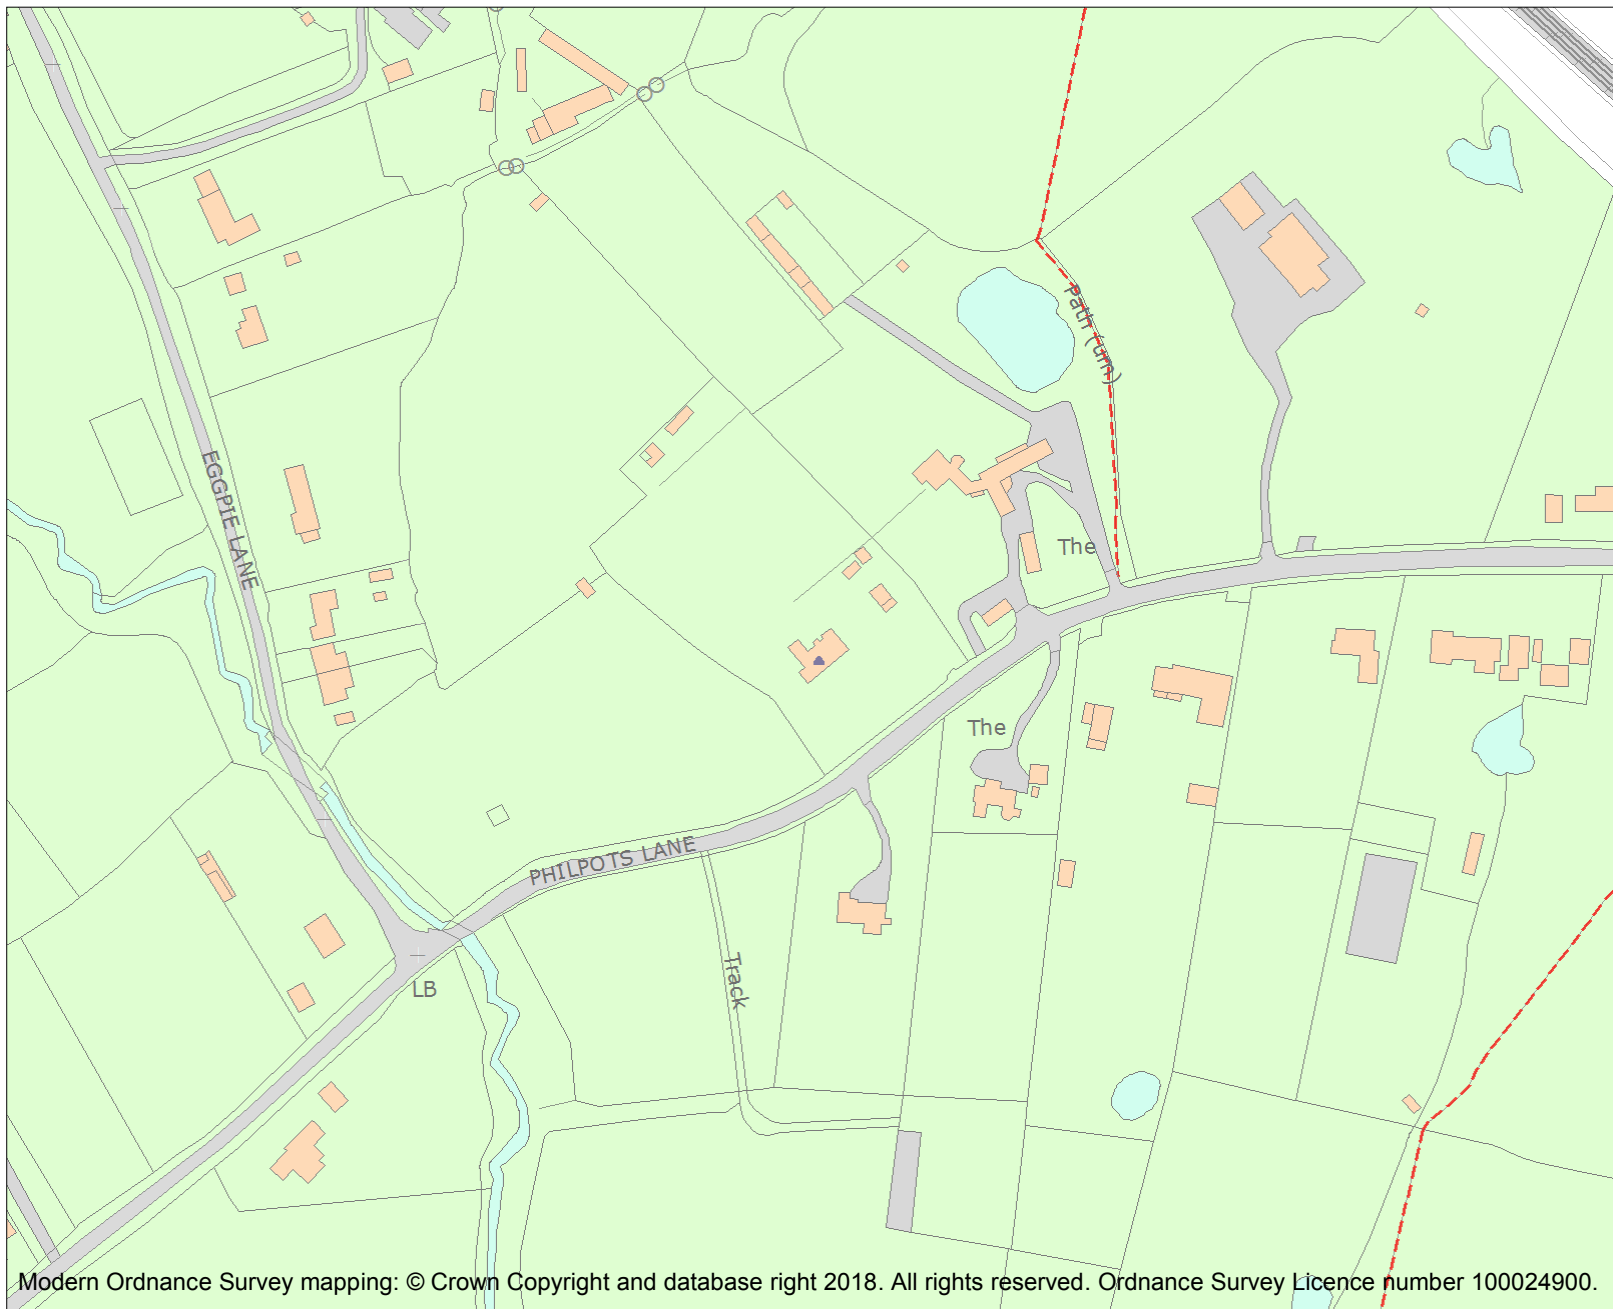 Path (um)
EGGPIE LANE
The
The
PHILPOTS LANE
Track
LB
Modern Ordnance Survey mapping: © Crown Copyright and database right 2018. All rights reserved. Ordnance Survey Licence number 100024900.